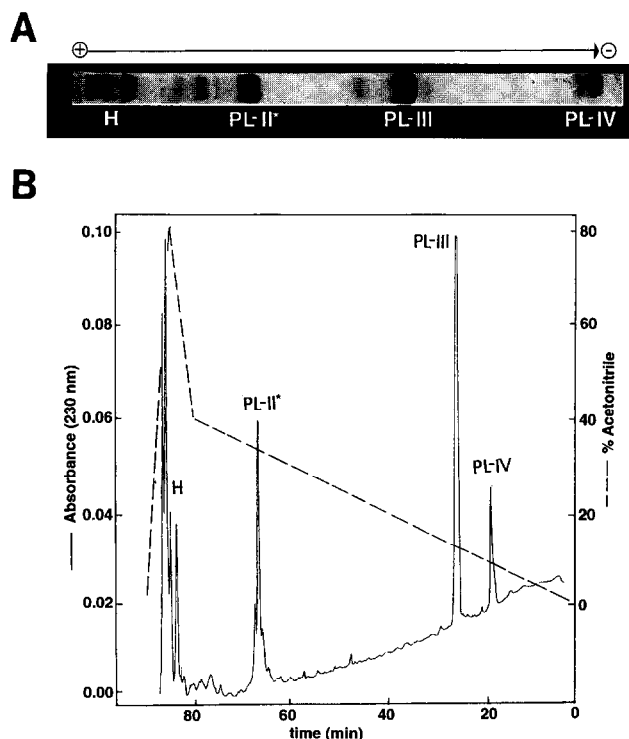 A
⊕ ⊖
H PL-II* PL-III PL-IV
B
0.10
0.08
0.06
0.04
0.02
0.00
Absorbance (230 nm)
H
PL-II*
PL-III
PL-IV
80
60
40
20
0
% Acetonitrile
80 60 40 20 0
time (min)